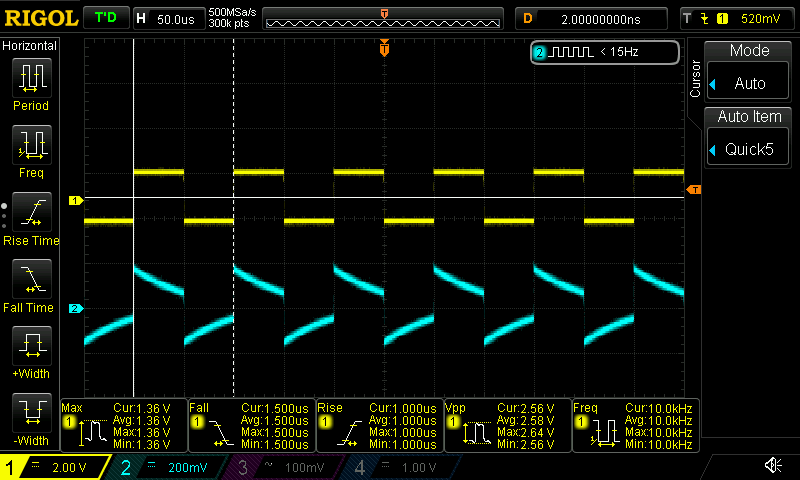 RIGOL T'D H 50.0us 500MSa/s 300k pts T D 2.00000000ns T 1 520mV
Horizontal
Period
Freq
Rise Time
Fall Time
+Width
-Width
2 < 15Hz
T
1
T
2
Cursor
Mode
Auto
Auto Item
Quick5
Max
1
Cur:1.36 V
Avg:1.36 V
Max:1.36 V
Min:1.36 V
Fall
1
Cur:1.500us
Avg:1.500us
Max:1.500us
Min:1.500us
Rise
1
Cur:1.000us
Avg:1.000us
Max:1.000us
Min:1.000us
Vpp
1
Cur:2.56 V
Avg:2.58 V
Max:2.64 V
Min:2.56 V
Freq
1
Cur:10.0kHz
Avg:10.0kHz
Max:10.0kHz
Min:10.0kHz
1 = 2.00 V 2 = 200mV 3 ~ 100mV 4 = 1.00 V